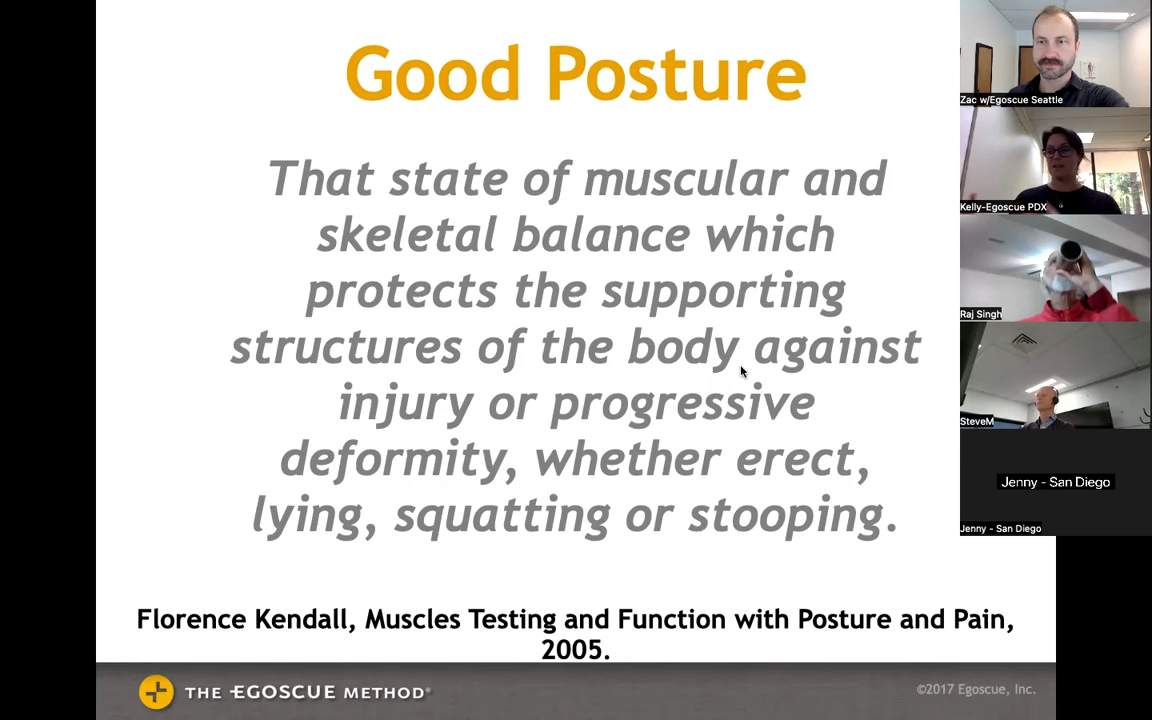 Good Posture
That state of muscular and
skeletal balance which
protects the supporting
structures of the body against
injury or progressive
deformity, whether erect,
lying, squatting or stooping.
Florence Kendall, Muscles Testing and Function with Posture and Pain,
2005.
THE EGOSCUE METHOD®
©2017 Egoscue, Inc.
Zac w/Egoscue Seattle
Kelly-Egoscue PDX
Raj Singh
SteveM
Jenny - San Diego
Jenny - San Diego